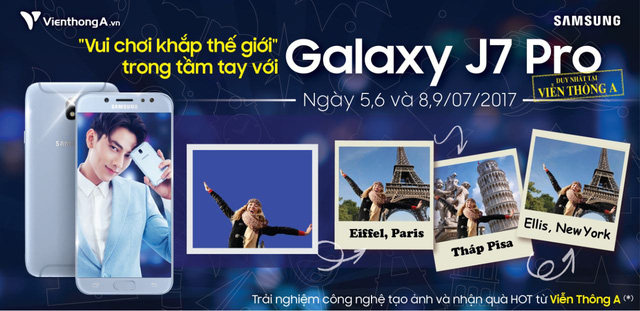 VienthongA.vn
SAMSUNG
"Vui chơi khắp thế giới"
trong tầm tay với
Galaxy J7 Pro
DUY NHẤT TẠI
VIỄN THÔNG A
Ngày 5,6 và 8,9/07/2017
SAMSUNG
Eiffel, Paris
Tháp Pisa
Ellis, NewYork
Trải nghiệm công nghệ tạo ảnh và nhận quà HOT từ Viễn Thông A (*)